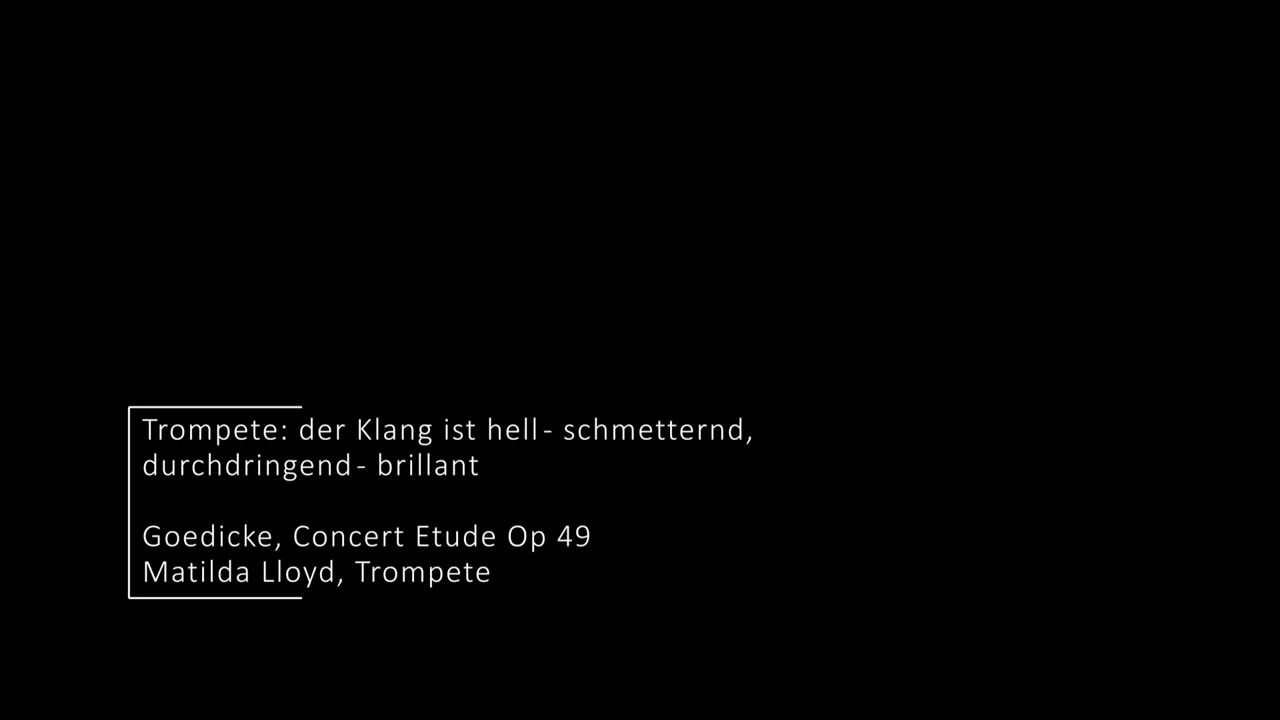 Trompete: der Klang ist hell - schmetternd,
durchdringend - brillant
Goedicke, Concert Etude Op 49
Matilda Lloyd, Trompete